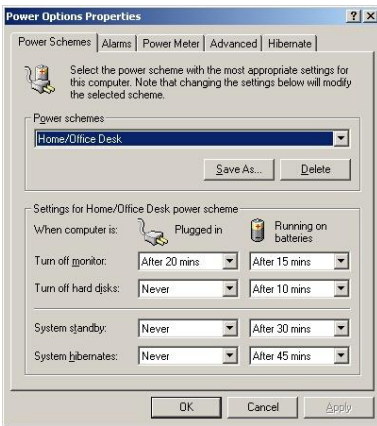 Power Options Properties
Power Schemes Alarms Power Meter Advanced Hibernate
Select the power scheme with the most appropriate settings for
this computer. Note that changing the settings below will modify
the selected scheme.
Power schemes
Home/Office Desk
Save As... Delete
Settings for Home/Office Desk power scheme
When computer is: Plugged in Running on
batteries
Turn off monitor: After 20 mins After 15 mins
Turn off hard disks: Never After 10 mins
System standby: Never After 30 mins
System hibernates: Never After 45 mins
OK Cancel Apply